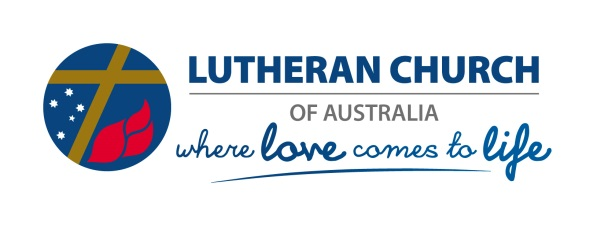 LUTHERAN CHURCH
OF AUSTRALIA
where love comes to life